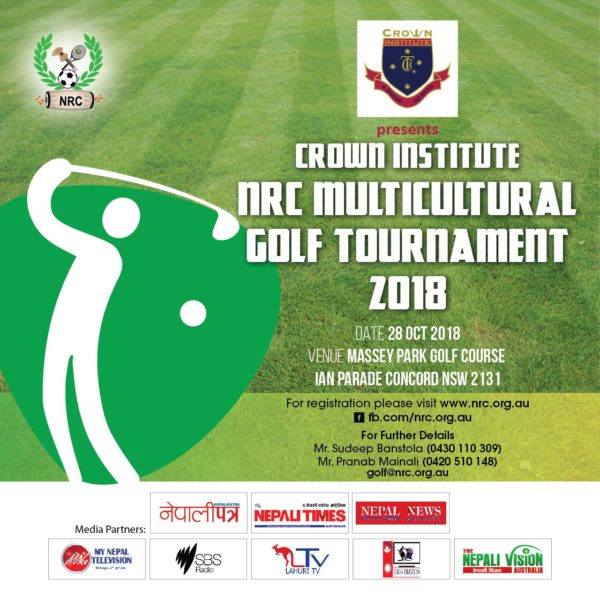 NRC
CROWN
INSTITUTE
presents
CROWN INSTITUTE
NRC MULTICULTURAL
GOLF TOURNAMENT
2018
DATE 28 OCT 2018
VENUE MASSEY PARK GOLF COURSE
IAN PARADE CONCORD NSW 2131
For registration please visit www.nrc.org.au
f fb.com/nrc.org.au
For Further Details
Mr. Sudeep Banstola (0430 110 309)
Mr. Pranab Mainali (0420 510 148)
golf@nrc.org.au
Media Partners:
NEPALIPATRA
नेपालीपत्र
The
NEPALI TIMES
NEPAL NEWS
MY NEPAL
TELEVISION
SBS
Radio
LTV
LAHURI TV
THE
NEPALI VISION
AUSTRALIA